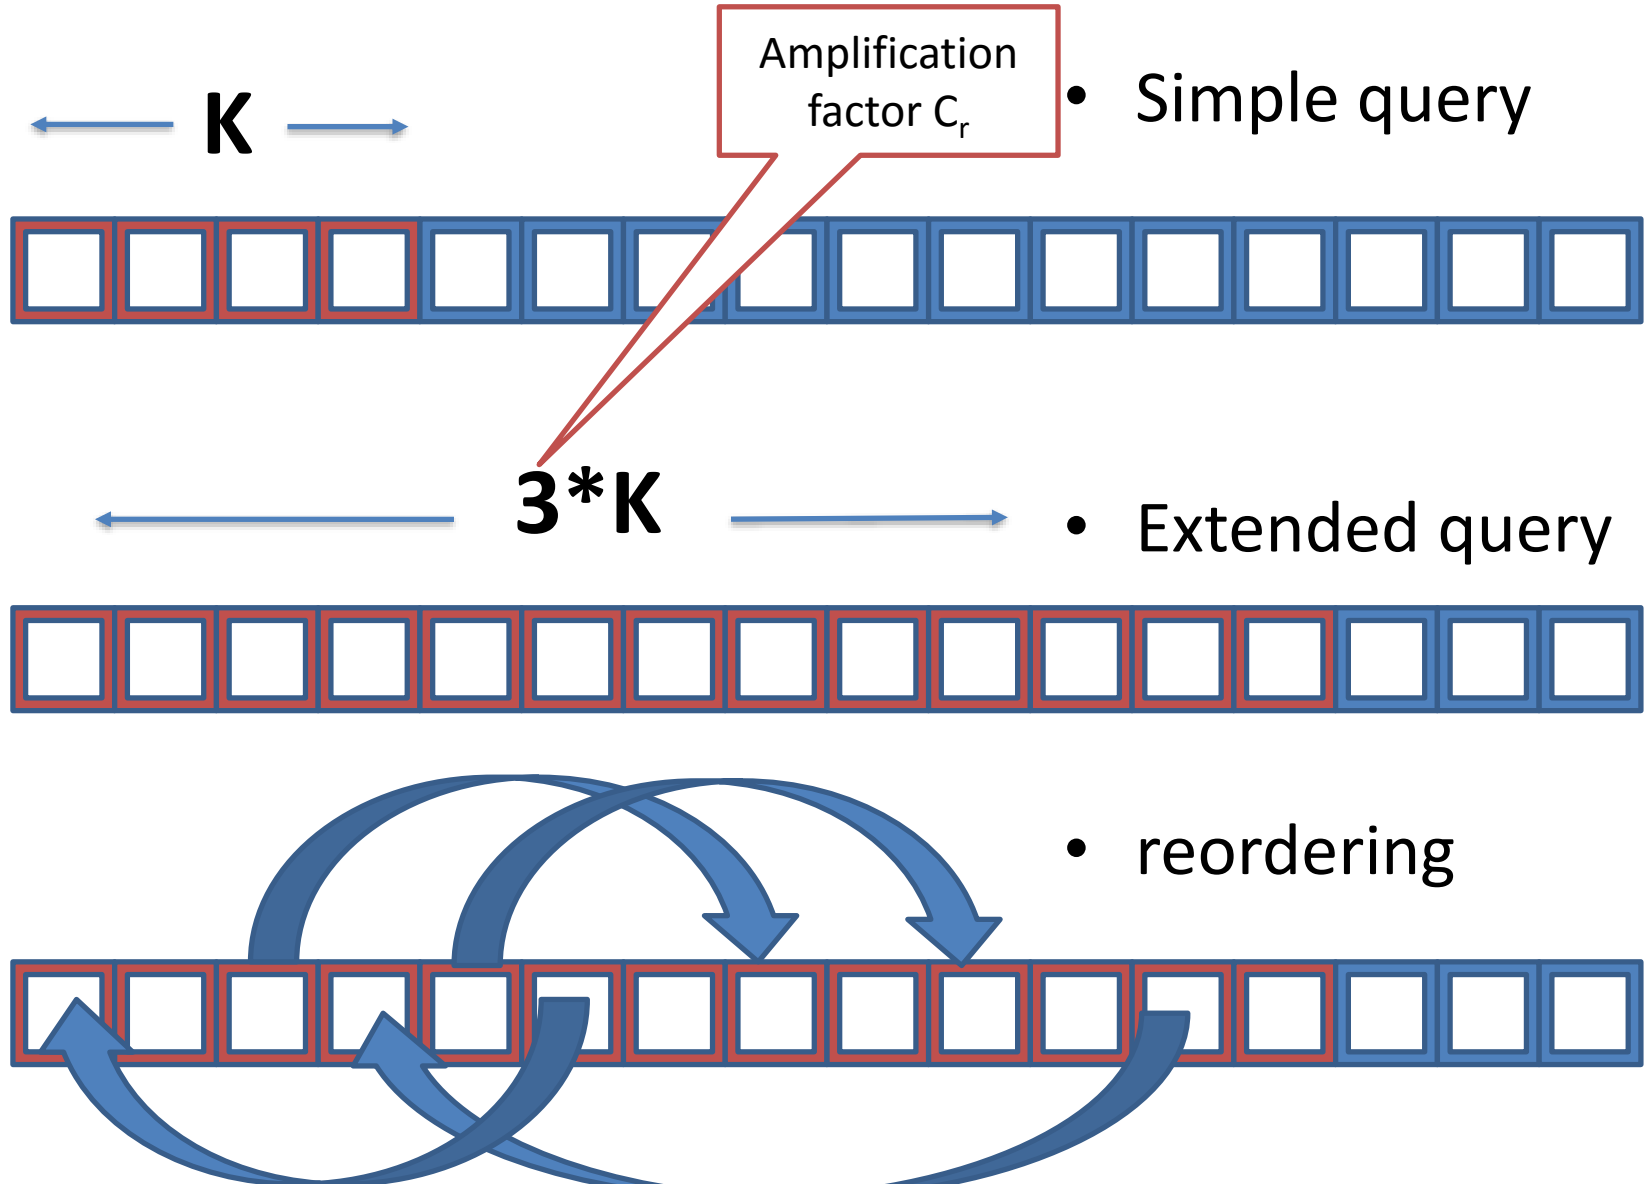 Amplification
factor Cᵣ
• Simple query
K
3*K
• Extended query
• reordering